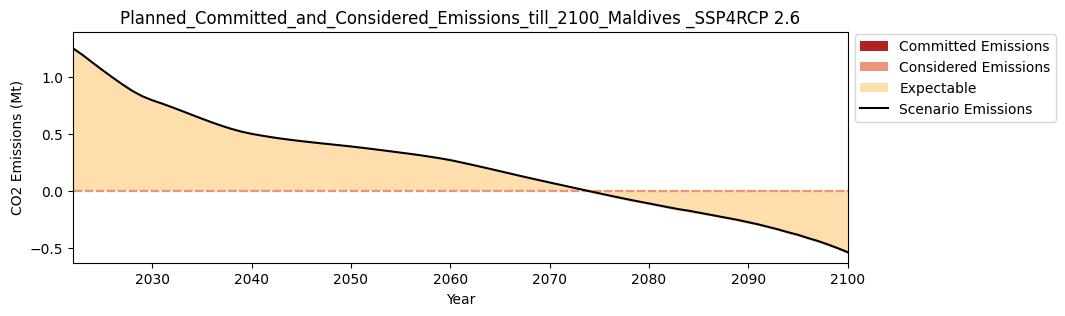 Planned_Committed_and_Considered_Emissions_till_2100_Maldives _SSP4RCP 2.6
Committed Emissions
Considered Emissions
Expectable
Scenario Emissions
CO2 Emissions (Mt)
1.0
0.5
0.0
−0.5
2030 2040 2050 2060 2070 2080 2090 2100
Year